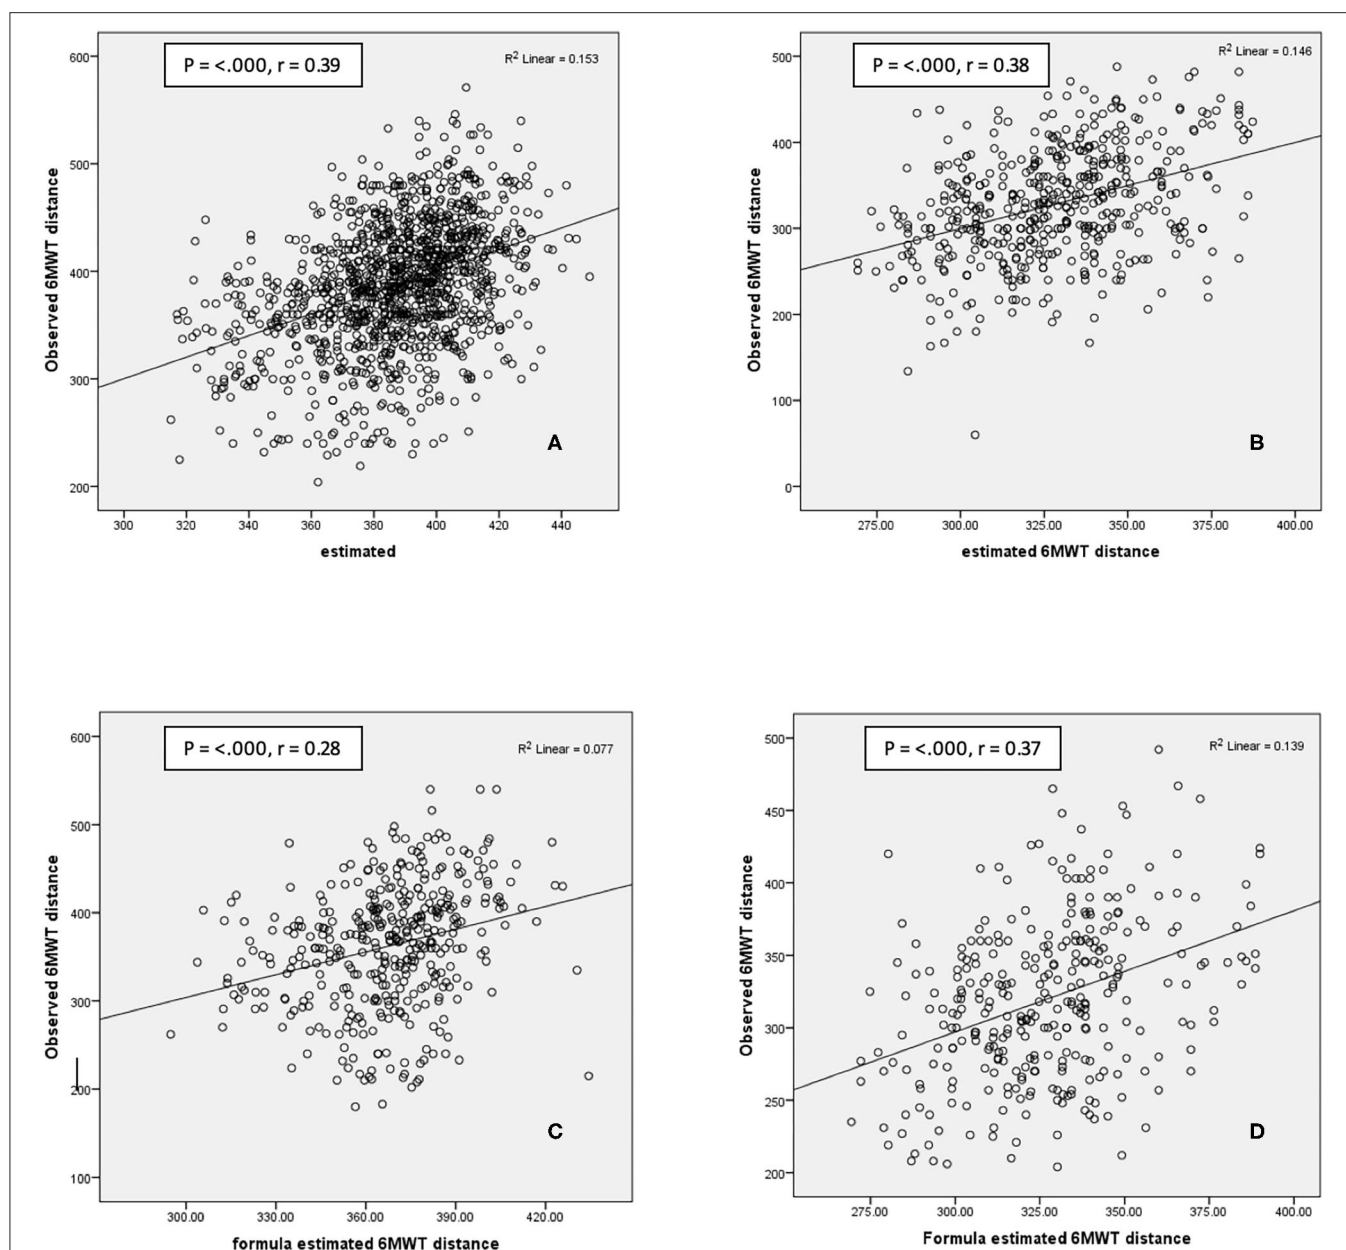 P = <.000, r = 0.39
R² Linear = 0.153
600
500
400
300
200
Observed 6MWT distance
300 320 340 360 380 400 420 440
estimated
A
P = <.000, r = 0.38
R² Linear = 0.146
500
400
300
200
100
0
Observed 6MWT distance
275.00 300.00 325.00 350.00 375.00 400.00
estimated 6MWT distance
B
P = <.000, r = 0.28
R² Linear = 0.077
600
500
400
300
200
100
Observed 6MWT distance
300.00 330.00 360.00 390.00 420.00
formula estimated 6MWT distance
C
P = <.000, r = 0.37
R² Linear = 0.139
500
450
400
350
300
250
200
Observed 6MWT distance
275.00 300.00 325.00 350.00 375.00 400.00
Formula estimated 6MWT distance
D